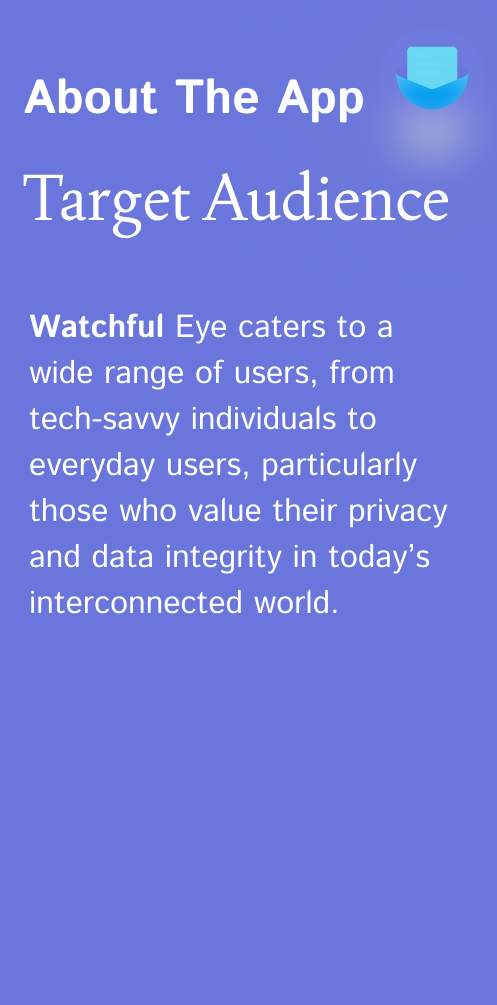 About The App
Target Audience
Watchful Eye caters to a
wide range of users, from
tech-savvy individuals to
everyday users, particularly
those who value their privacy
and data integrity in today’s
interconnected world.